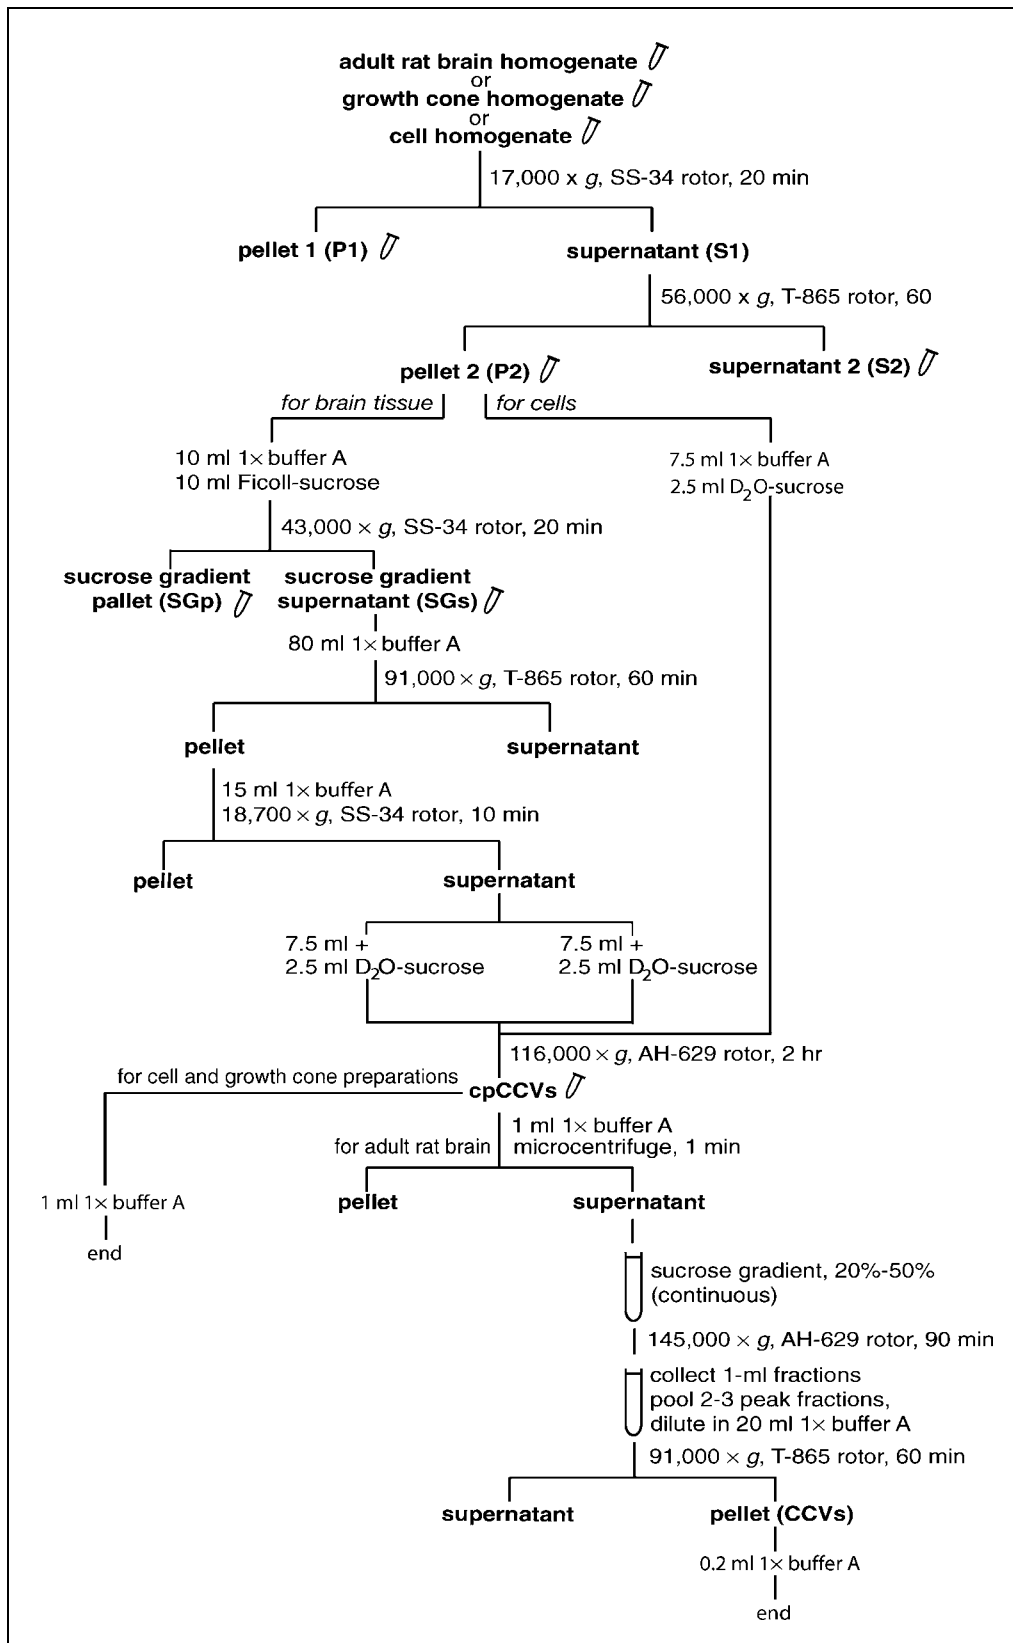 adult rat brain homogenate
or
growth cone homogenate
or
cell homogenate
17,000 x g, SS-34 rotor, 20 min
pellet 1 (P1)
supernatant (S1)
56,000 x g, T-865 rotor, 60
pellet 2 (P2)
supernatant 2 (S2)
for brain tissue
for cells
10 ml 1× buffer A
10 ml Ficoll-sucrose
7.5 ml 1× buffer A
2.5 ml D₂O-sucrose
43,000 × g, SS-34 rotor, 20 min
sucrose gradient
pallet (SGp)
sucrose gradient
supernatant (SGs)
80 ml 1× buffer A
91,000 × g, T-865 rotor, 60 min
pellet
supernatant
15 ml 1× buffer A
18,700 × g, SS-34 rotor, 10 min
pellet
supernatant
7.5 ml +
2.5 ml D₂O-sucrose
7.5 ml +
2.5 ml D₂O-sucrose
116,000 × g, AH-629 rotor, 2 hr
for cell and growth cone preparations
cpCCVs
1 ml 1× buffer A
for adult rat brain
microcentrifuge, 1 min
pellet
supernatant
1 ml 1× buffer A
end
sucrose gradient, 20%-50%
(continuous)
145,000 × g, AH-629 rotor, 90 min
collect 1-ml fractions
pool 2-3 peak fractions,
dilute in 20 ml 1× buffer A
91,000 × g, T-865 rotor, 60 min
supernatant
pellet (CCVs)
0.2 ml 1× buffer A
end